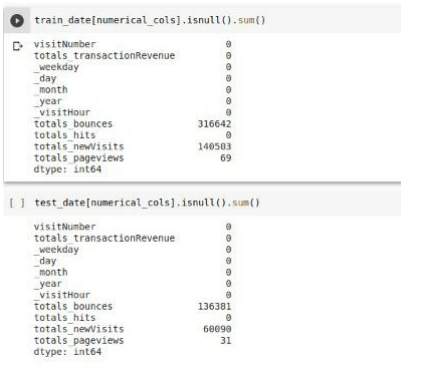 train_date[numerical_cols].isnull().sum()
visitNumber 0
totals_transactionRevenue 0
_weekday 0
_day 0
_month 0
_year 0
_visitHour 0
totals_bounces 316642
totals_hits 0
totals_newVisits 140503
totals_pageviews 69
dtype: int64
[ ] test_date[numerical_cols].isnull().sum()
visitNumber 0
totals_transactionRevenue 0
_weekday 0
_day 0
_month 0
_year 0
_visitHour 0
totals_bounces 136381
totals_hits 0
totals_newVisits 60090
totals_pageviews 31
dtype: int64